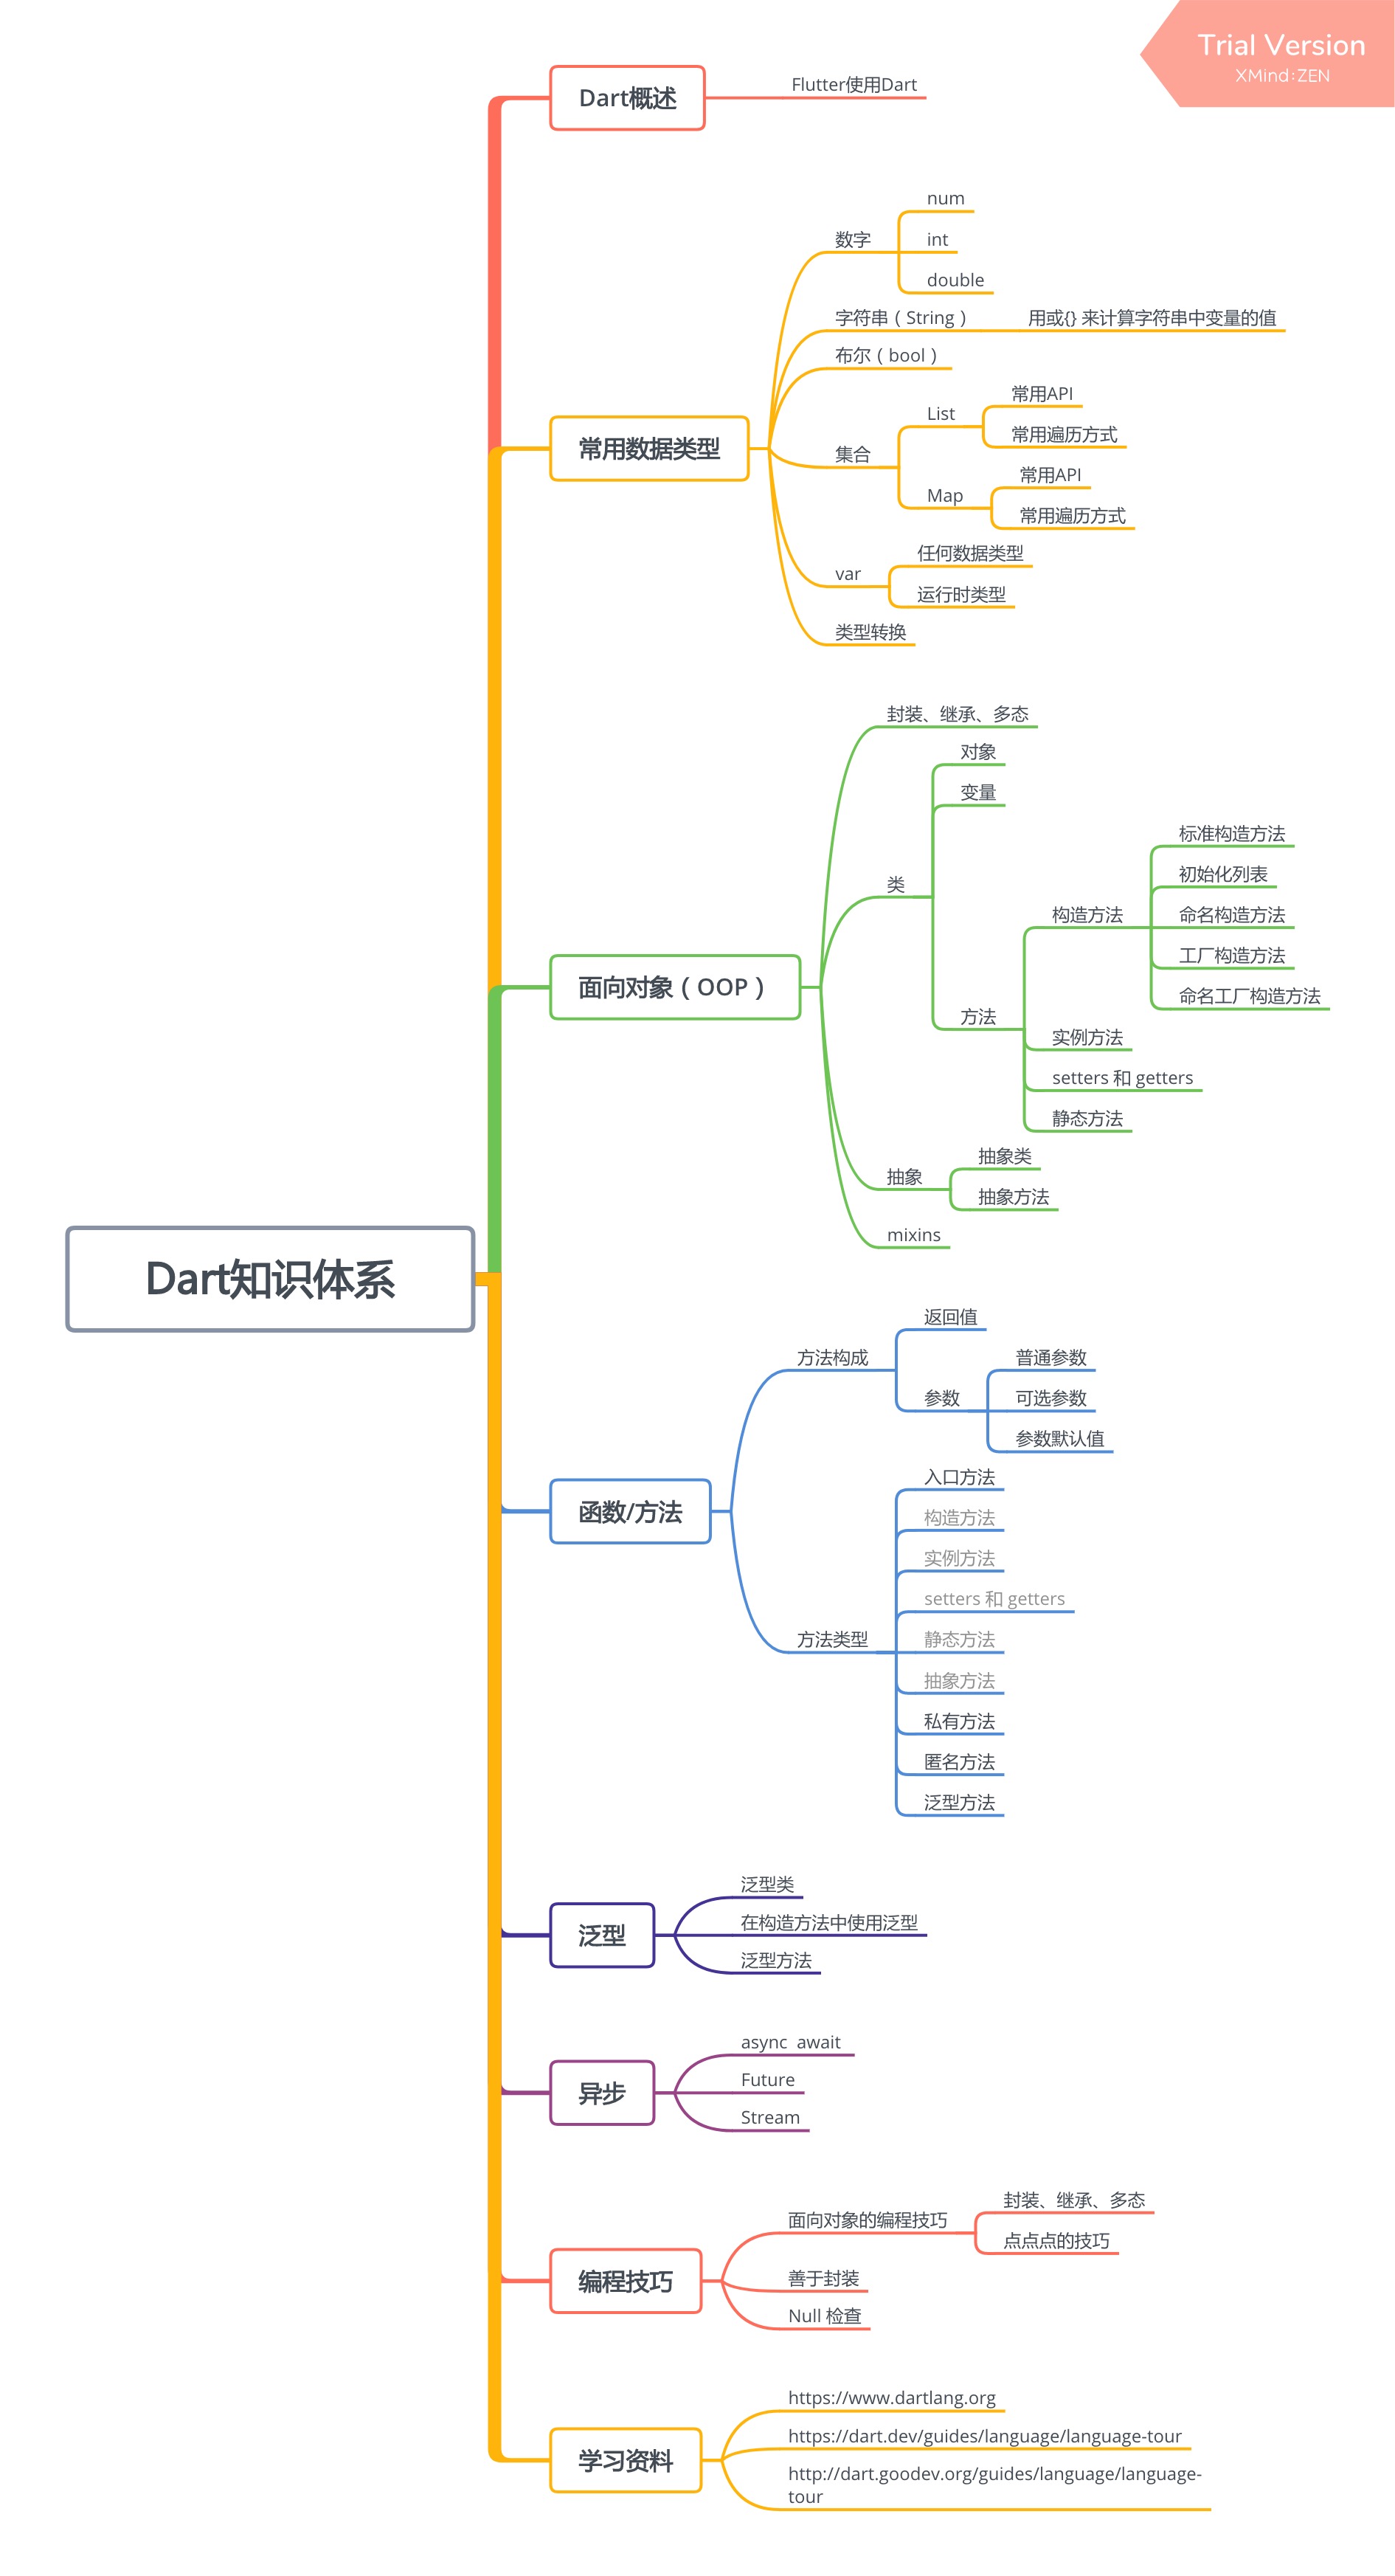 Trial Version
XMind:ZEN
Dart知识体系
Dart概述
Flutter使用Dart
常用数据类型
数字
num
int
double
字符串（String）
用或{} 来计算字符串中变量的值
布尔（bool）
集合
List
常用API
常用遍历方式
Map
常用API
常用遍历方式
var
任何数据类型
运行时类型
类型转换
面向对象（OOP）
封装、继承、多态
类
对象
变量
方法
构造方法
标准构造方法
初始化列表
命名构造方法
工厂构造方法
命名工厂构造方法
实例方法
setters 和 getters
静态方法
抽象
抽象类
抽象方法
mixins
函数/方法
方法构成
返回值
参数
普通参数
可选参数
参数默认值
方法类型
入口方法
构造方法
实例方法
setters 和 getters
静态方法
抽象方法
私有方法
匿名方法
泛型方法
泛型
泛型类
在构造方法中使用泛型
泛型方法
异步
async  await
Future
Stream
编程技巧
面向对象的编程技巧
封装、继承、多态
点点点的技巧
善于封装
Null 检查
学习资料
https://www.dartlang.org
https://dart.dev/guides/language/language-tour
http://dart.goodev.org/guides/language/language-
tour